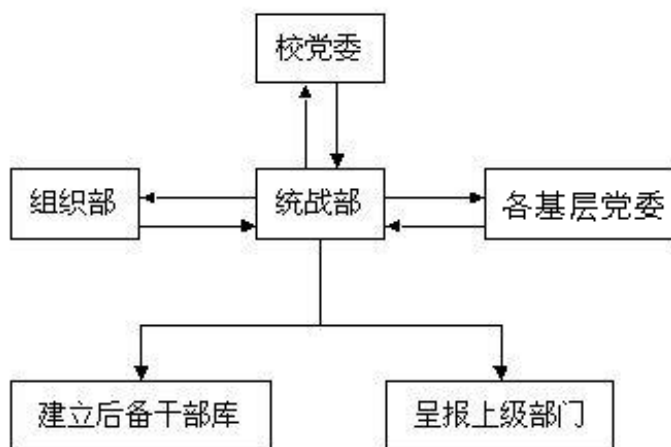 校党委
组织部
统战部
各基层党委
建立后备干部库
呈报上级部门